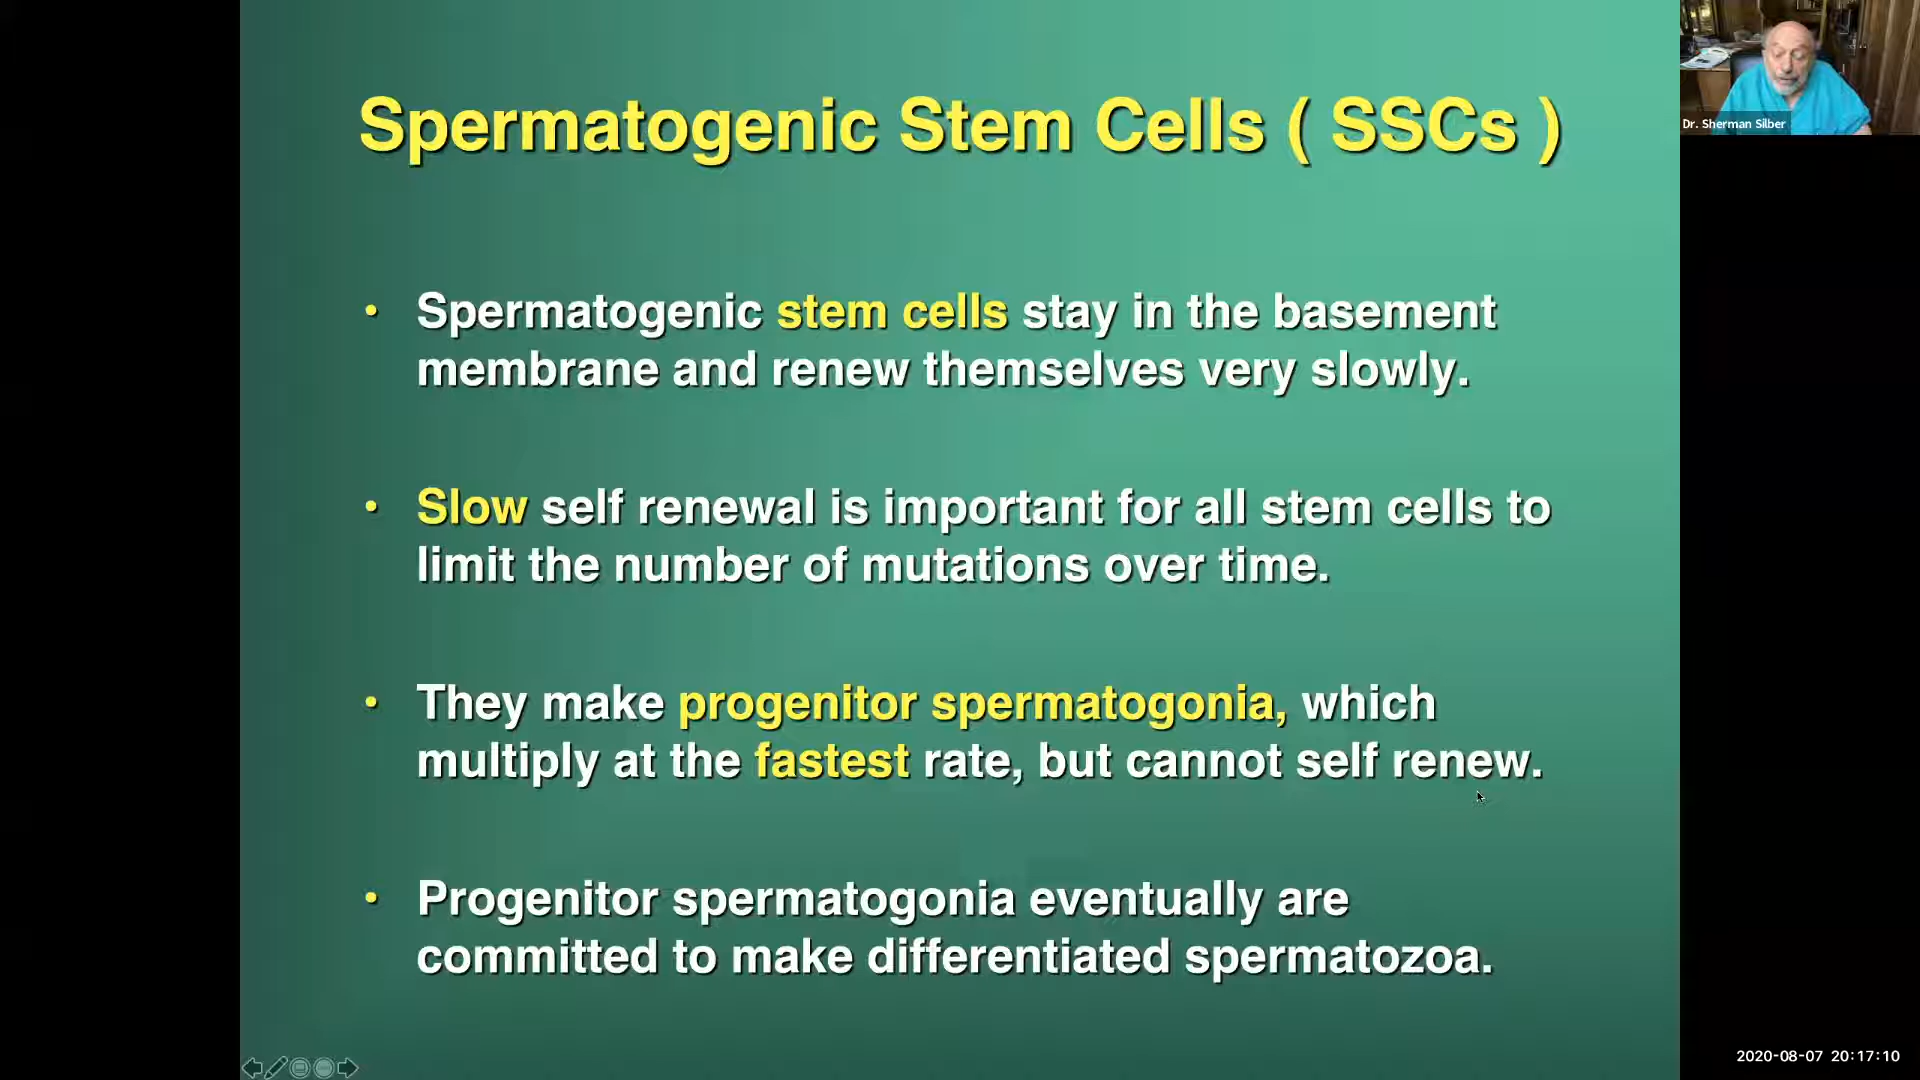 Spermatogenic Stem Cells ( SSCs )
• Spermatogenic stem cells stay in the basement
membrane and renew themselves very slowly.
• Slow self renewal is important for all stem cells to
limit the number of mutations over time.
• They make progenitor spermatogonia, which
multiply at the fastest rate, but cannot self renew.
• Progenitor spermatogonia eventually are
committed to make differentiated spermatozoa.
Dr. Sherman Silber
2020-08-07 20:17:10